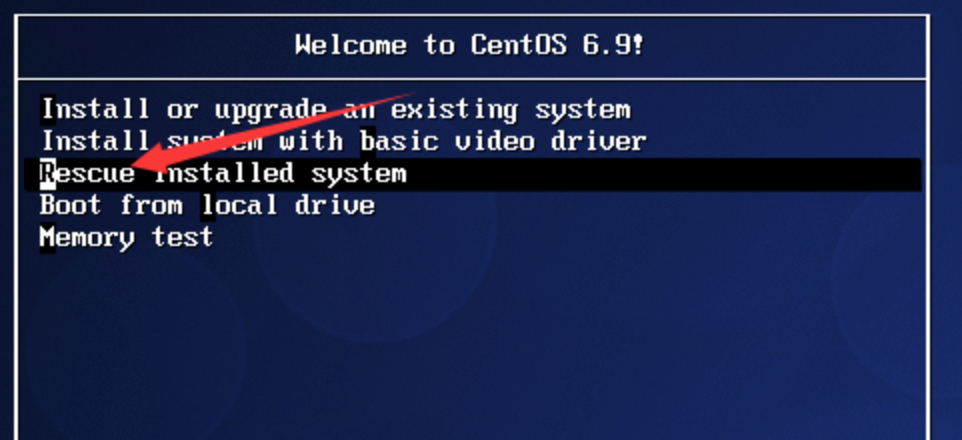 Welcome to CentOS 6.9!
Install or upgrade an existing system
Install system with basic video driver
Rescue installed system
Boot from local drive
Memory test